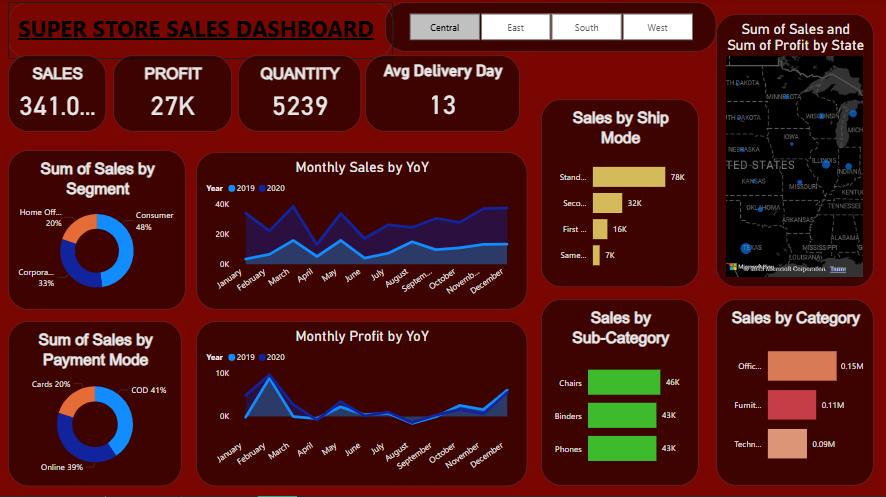 SUPER STORE SALES DASHBOARD
Central
East
South
West
SALES
341.0...
PROFIT
27K
QUANTITY
5239
Avg Delivery Day
13
Sum of Sales by
Segment
Home Off...
20%
Consumer
48%
Corpora...
33%
Monthly Sales by YoY
Year 2019 2020
40K
20K
0K
January
February
March
April
May
June
July
August
Septem...
October
Novemb...
December
Sum of Sales by
Payment Mode
Cards 20%
COD 41%
Online 39%
Monthly Profit by YoY
Year 2019 2020
10K
0K
January
February
March
April
May
June
July
August
September
October
November
December
Sales by Ship
Mode
Stand... 78K
Seco... 32K
First ... 16K
Same... 7K
Sales by
Sub-Category
Chairs 46K
Binders 43K
Phones 43K
Sum of Sales and
Sum of Profit by State
TH DAKOTA
MINNESOTA
TH DAKOTA
WISCONSIN
MICH
IOWA
NEBRASKA
TED STATES
ILLINOIS
INDIANA
KANSAS
MISSOURI
KENTUC
OKLAHOMA
TENNESSEE
ARKANSAS
ALABAMA
TEXAS
MISSISSIPPI
LOUISIANA
Microsoft Corporation Terms
Sales by Category
Offic... 0.15M
Furnit... 0.11M
Techn... 0.09M